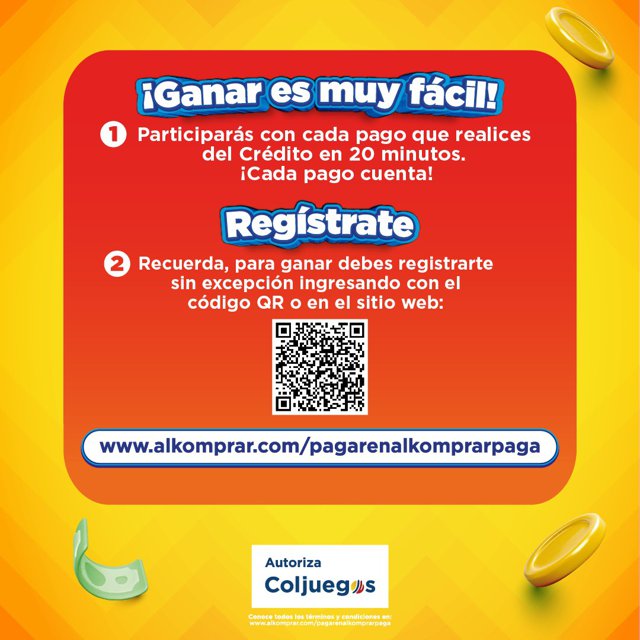 ¡Ganar es muy fácil!
1 Participarás con cada pago que realices
del Crédito en 20 minutos.
¡Cada pago cuenta!
Regístrate
2 Recuerda, para ganar debes registrarte
sin excepción ingresando con el
código QR o en el sitio web:
www.alkomprar.com/pagarenalkomprarpaga
Autoriza
Coljuegos
Conoce todos los términos y condiciones en:
www.alkomprar.com/pagarenalkomprarpaga